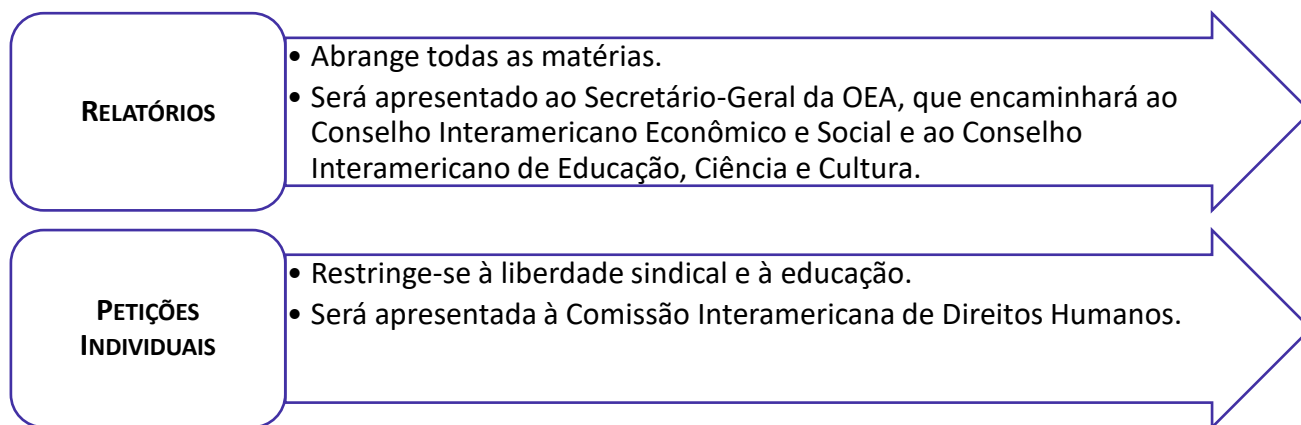 RELATÓRIOS
• Abrange todas as matérias.
• Será apresentado ao Secretário-Geral da OEA, que encaminhará ao
Conselho Interamericano Econômico e Social e ao Conselho
Interamericano de Educação, Ciência e Cultura.
PETIÇÕES
INDIVIDUAIS
• Restringe-se à liberdade sindical e à educação.
• Será apresentada à Comissão Interamericana de Direitos Humanos.